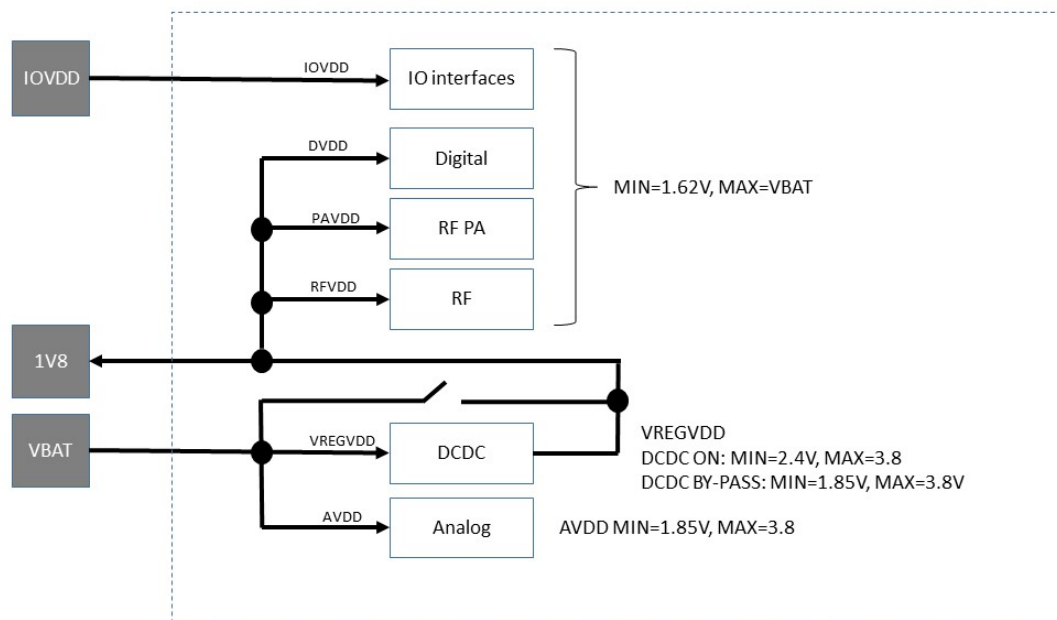 IOVDD
IOVDD
IO interfaces
DVDD
Digital
MIN=1.62V, MAX=VBAT
PAVDD
RF PA
RFVDD
RF
1V8
VBAT
VREGVDD
DCDC
VREGVDD
DCDC ON: MIN=2.4V, MAX=3.8
DCDC BY-PASS: MIN=1.85V, MAX=3.8V
AVDD
Analog
AVDD MIN=1.85V, MAX=3.8